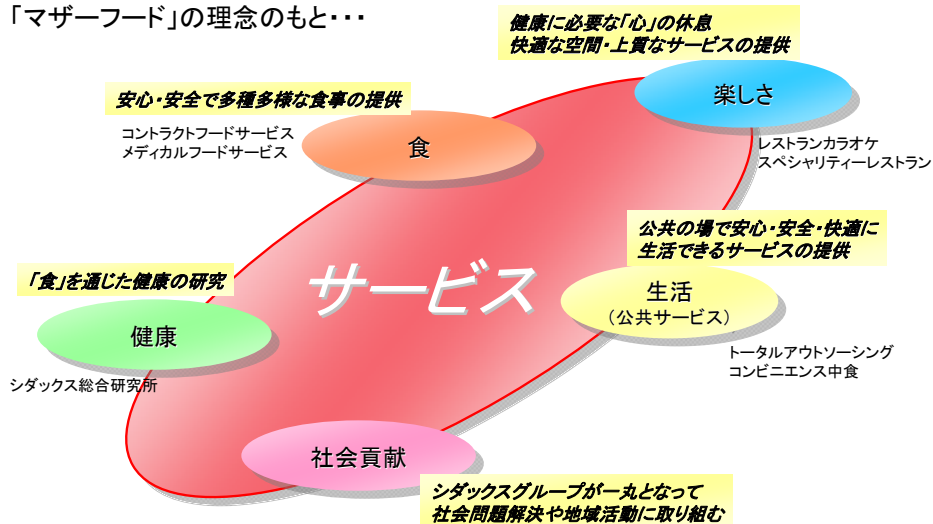 「マザーフード」の理念のもと・・・
健康に必要な「心」の休息
快適な空間・上質なサービスの提供
楽しさ
レストランカラオケ
スペシャリティーレストラン
安心・安全で多種多様な食事の提供
コントラクトフードサービス
メディカルフードサービス
食
公共の場で安心・安全・快適に
生活できるサービスの提供
サービス
生活
（公共サービス）
トータルアウトソーシング
コンビニエンス中食
「食」を通じた健康の研究
健康
シダックス総合研究所
社会貢献
シダックスグループが一丸となって
社会問題解決や地域活動に取り組む